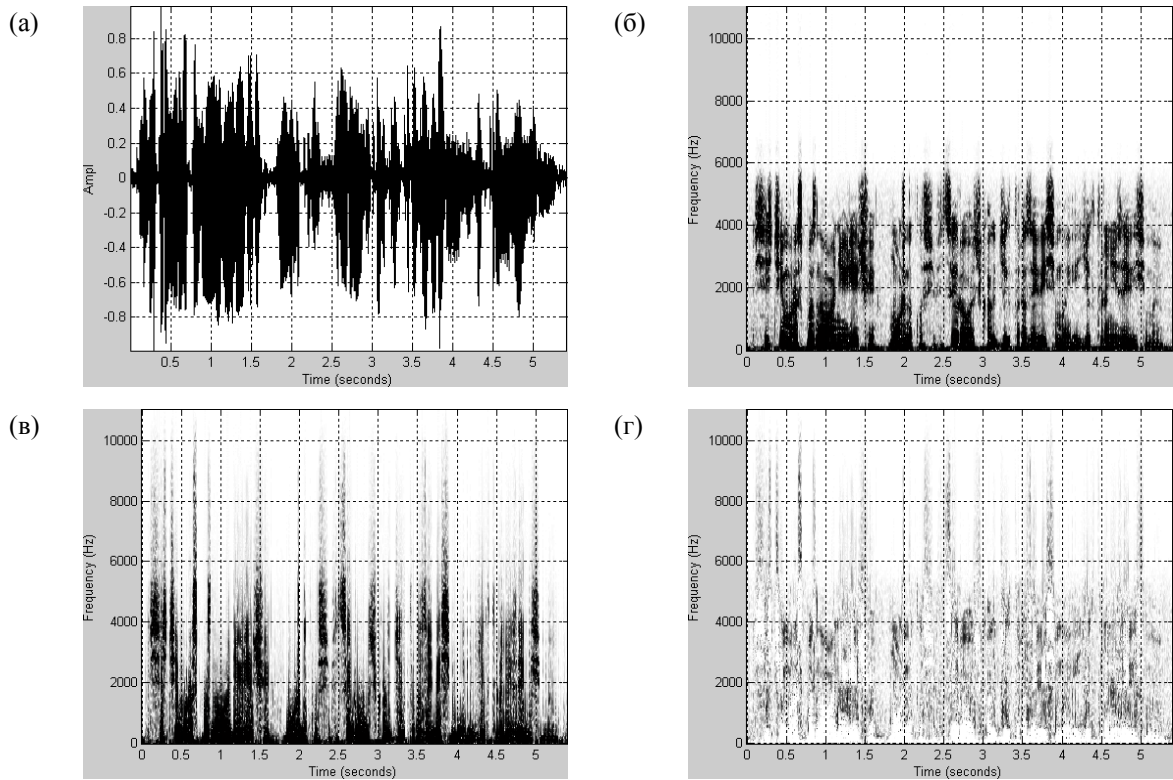 (а)
0.8
0.6
0.4
0.2
0
-0.2
-0.4
-0.6
-0.8
Ampl
0.5 1 1.5 2 2.5 3 3.5 4 4.5 5
Time (seconds)
(б)
10000
8000
6000
4000
2000
0
Frequency (Hz)
0 0.5 1 1.5 2 2.5 3 3.5 4 4.5 5
Time (seconds)
(в)
10000
8000
6000
4000
2000
0
Frequency (Hz)
0 0.5 1 1.5 2 2.5 3 3.5 4 4.5 5
Time (seconds)
(г)
10000
8000
6000
4000
2000
0
Frequency (Hz)
0 0.5 1 1.5 2 2.5 3 3.5 4 4.5 5
Time (seconds)